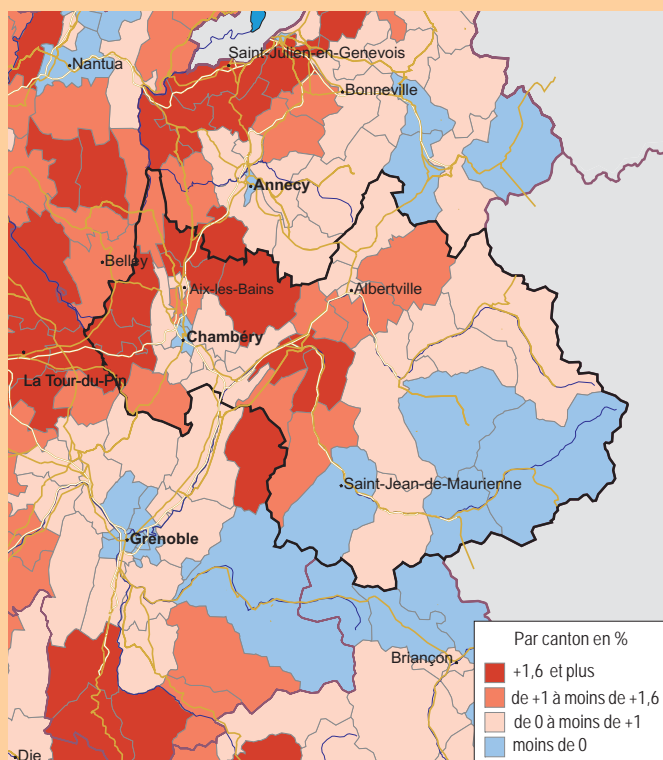 Saint-Julien-en-Genevois
Nantua
Bonneville
Annecy
Belley
Aix-les-Bains
Albertville
Chambéry
La Tour-du-Pin
Saint-Jean-de-Maurienne
Grenoble
Briançon
Die
Par canton en %
+1,6 et plus
de +1 à moins de +1,6
de 0 à moins de +1
moins de 0